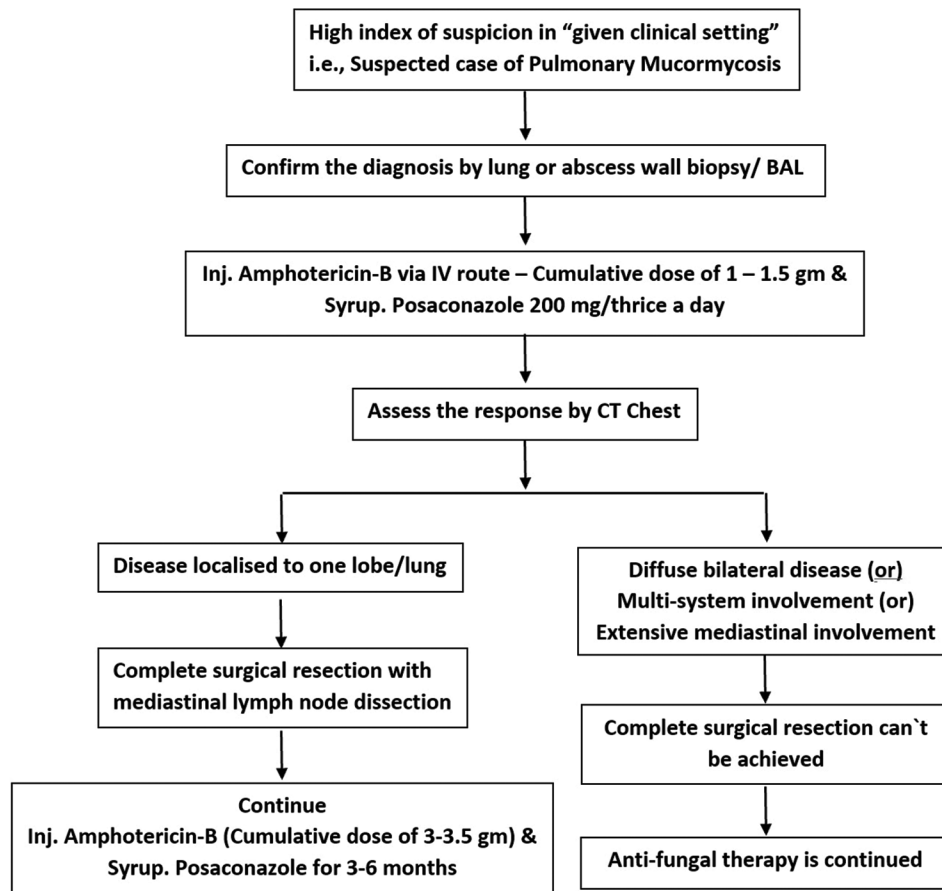 High index of suspicion in “given clinical setting”
i.e., Suspected case of Pulmonary Mucormycosis
Confirm the diagnosis by lung or abscess wall biopsy/ BAL
Inj. Amphotericin-B via IV route – Cumulative dose of 1 – 1.5 gm &
Syrup. Posaconazole 200 mg/thrice a day
Assess the response by CT Chest
Disease localised to one lobe/lung
Complete surgical resection with
mediastinal lymph node dissection
Continue
Inj. Amphotericin-B (Cumulative dose of 3-3.5 gm) &
Syrup. Posaconazole for 3-6 months
Diffuse bilateral disease (or)
Multi-system involvement (or)
Extensive mediastinal involvement
Complete surgical resection can`t
be achieved
Anti-fungal therapy is continued